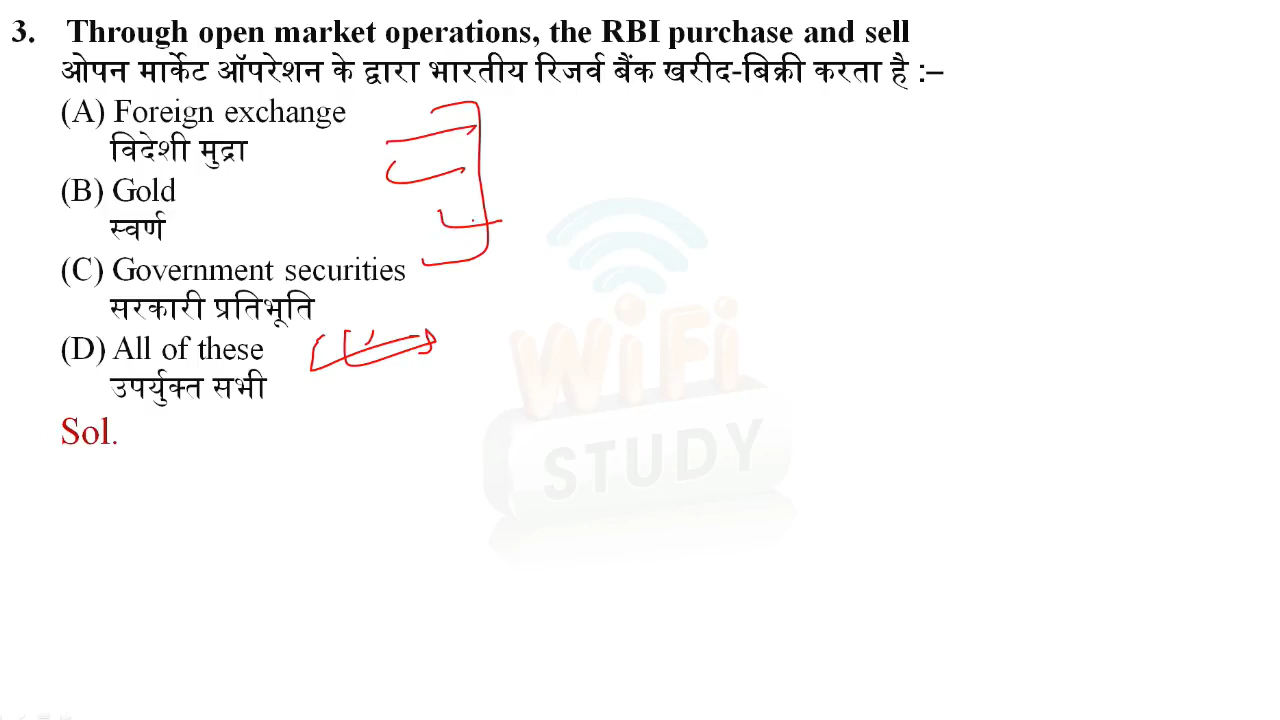 3. Through open market operations, the RBI purchase and sell
ओपन मार्केट ऑपरेशन के द्वारा भारतीय रिजर्व बैंक खरीद-बिक्री करता है :–
(A) Foreign exchange
विदेशी मुद्रा
(B) Gold
स्वर्ण
(C) Government securities
सरकारी प्रतिभूति
(D) All of these
उपर्युक्त सभी
Sol.
WiFi
STUDY